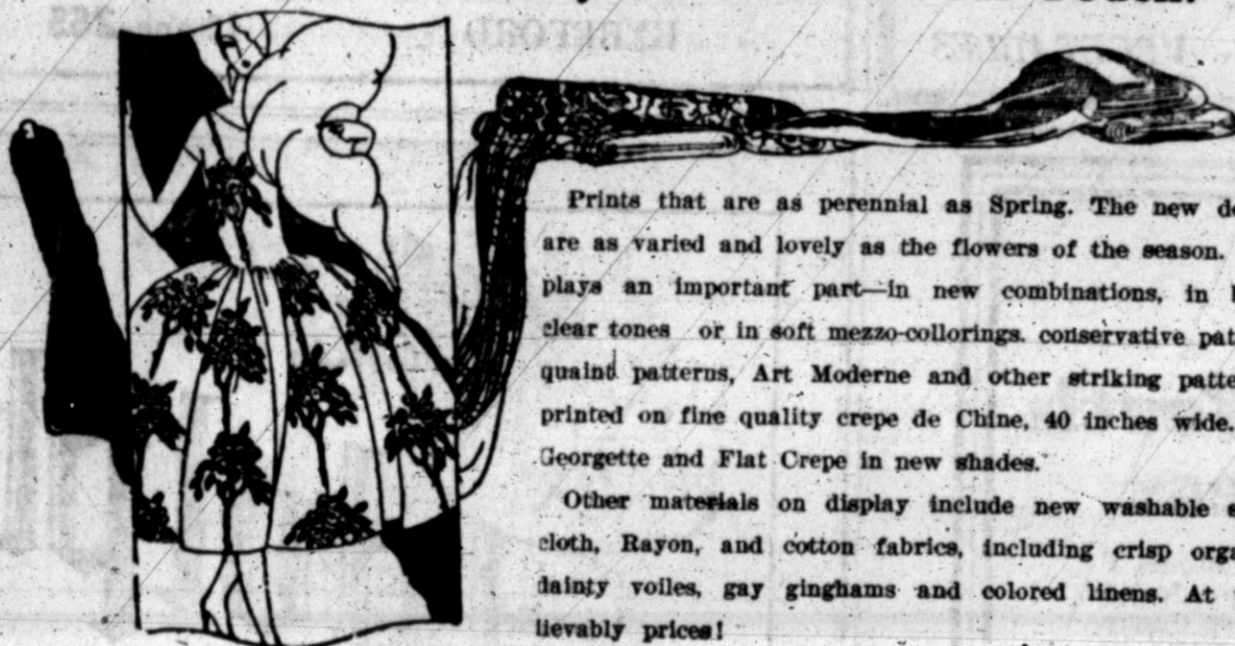 Prints that are as perennial as Spring. The new de
are as varied and lovely as the flowers of the season.
plays an important part—in new combinations, in
clear tones or in soft mezzo-collorings. conservative pat
quaint patterns, Art Moderne and other striking patte
printed on fine quality crepe de Chine, 40 inches wide.
Georgette and Flat Crepe in new shades.
Other materials on display include new washable s
cloth, Rayon, and cotton fabrics, including crisp orga
dainty voiles, gay ginghams and colored linens. At
lievably prices!